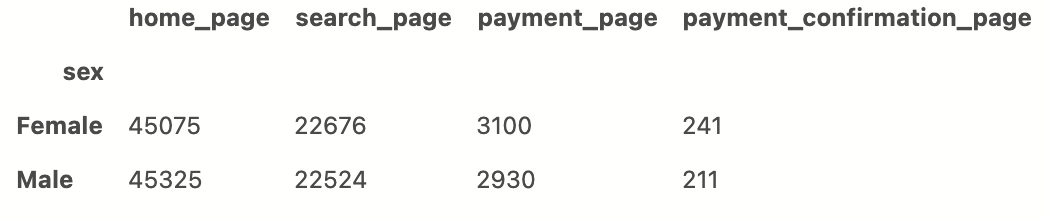 home_page search_page payment_page payment_confirmation_page
sex
Female 45075 22676 3100 241
Male 45325 22524 2930 211